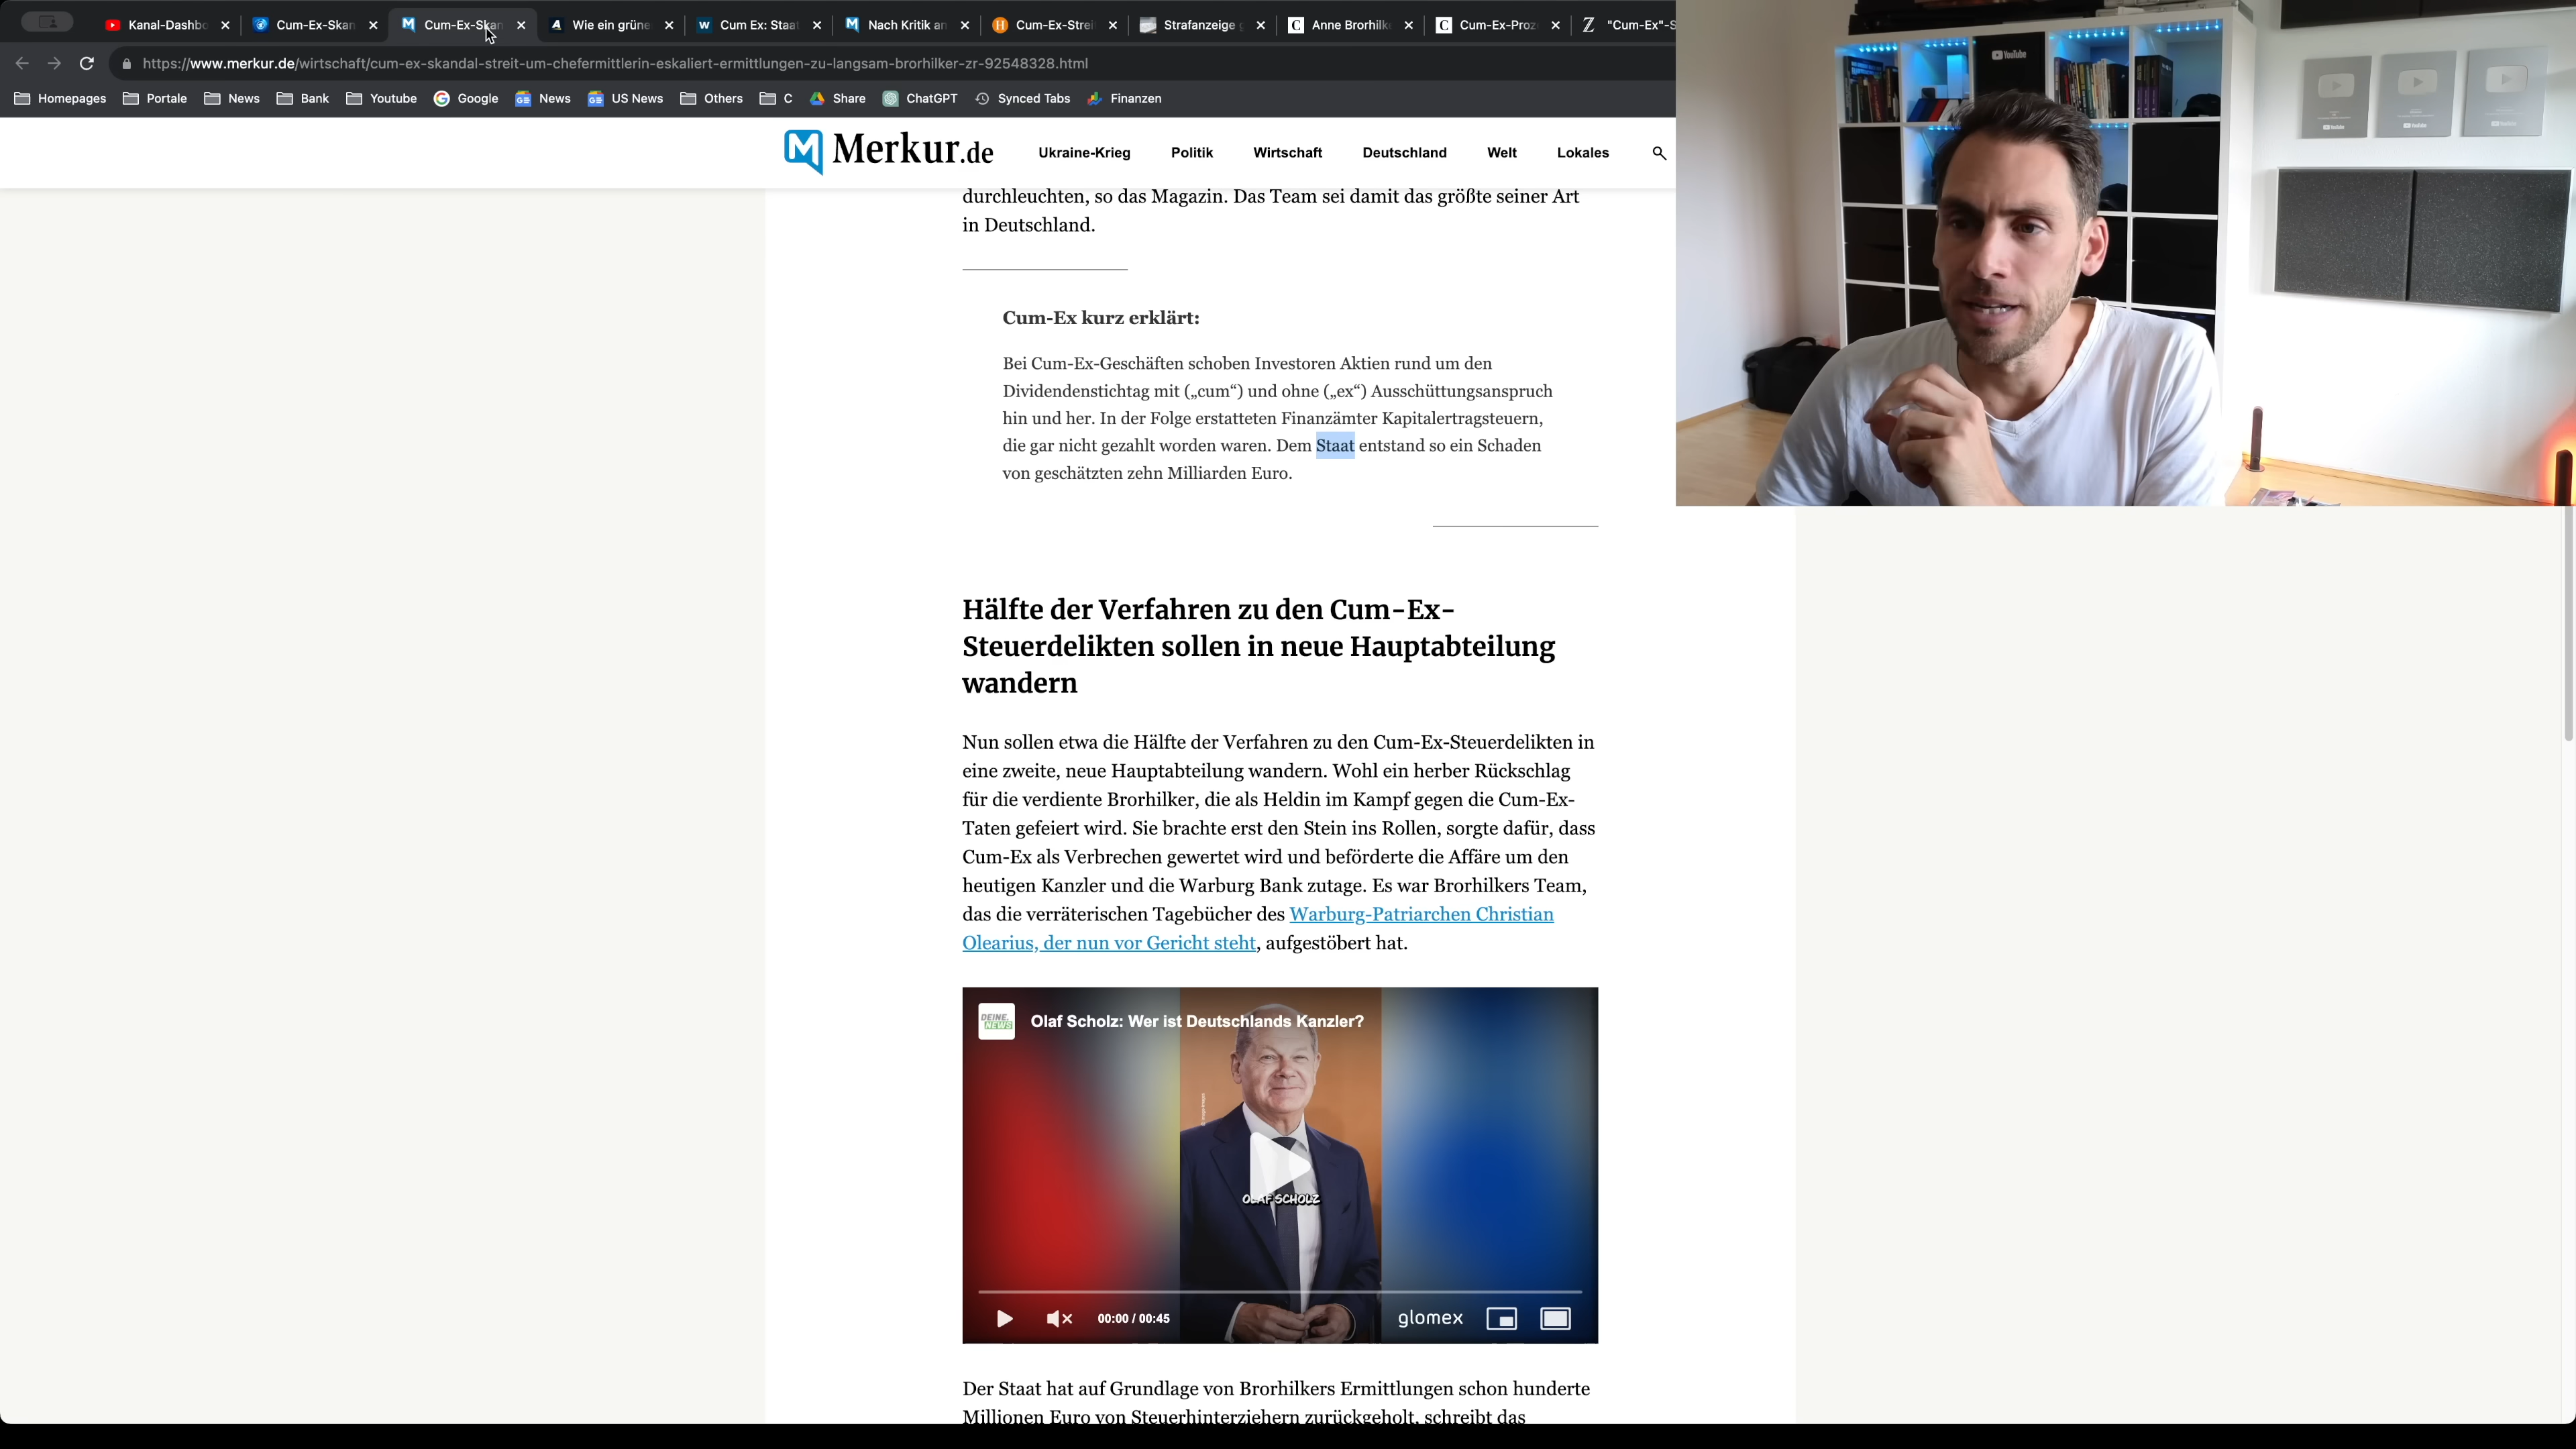 Kanal-Dashbo
Cum-Ex-Skan
Cum-Ex-Skan
Wie ein grüne
Cum Ex: Staat
Nach Kritik an
Cum-Ex-Strei
Strafanzeige g
Anne Brorhilke
Cum-Ex-Proz
"Cum-Ex"-S
https://www.merkur.de/wirtschaft/cum-ex-skandal-streit-um-chefermittlerin-eskaliert-ermittlungen-zu-langsam-brorhilker-zr-92548328.html
Homepages Portale News Bank Youtube Google News US News Others C Share ChatGPT Synced Tabs Finanzen
Merkur.de
Ukraine-Krieg Politik Wirtschaft Deutschland Welt Lokales
durchleuchten, so das Magazin. Das Team sei damit das größte seiner Art
in Deutschland.
Cum-Ex kurz erklärt:
Bei Cum-Ex-Geschäften schoben Investoren Aktien rund um den
Dividendenstichtag mit („cum“) und ohne („ex“) Ausschüttungsanspruch
hin und her. In der Folge erstatteten Finanzämter Kapitalertragsteuern,
die gar nicht gezahlt worden waren. Dem Staat entstand so ein Schaden
von geschätzten zehn Milliarden Euro.
Hälfte der Verfahren zu den Cum-Ex-
Steuerdelikten sollen in neue Hauptabteilung
wandern
Nun sollen etwa die Hälfte der Verfahren zu den Cum-Ex-Steuerdelikten in
eine zweite, neue Hauptabteilung wandern. Wohl ein herber Rückschlag
für die verdiente Brorhilker, die als Heldin im Kampf gegen die Cum-Ex-
Taten gefeiert wird. Sie brachte erst den Stein ins Rollen, sorgte dafür, dass
Cum-Ex als Verbrechen gewertet wird und beförderte die Affäre um den
heutigen Kanzler und die Warburg Bank zutage. Es war Brorhilkers Team,
das die verräterischen Tagebücher des Warburg-Patriarchen Christian
Olearius, der nun vor Gericht steht, aufgestöbert hat.
DEINE.
NEWS
Olaf Scholz: Wer ist Deutschlands Kanzler?
OLAF SCHOLZ
00:00 / 00:45
glomex
Der Staat hat auf Grundlage von Brorhilkers Ermittlungen schon hunderte
Millionen Euro von Steuerhinterziehern zurückgeholt, schreibt das
YouTube